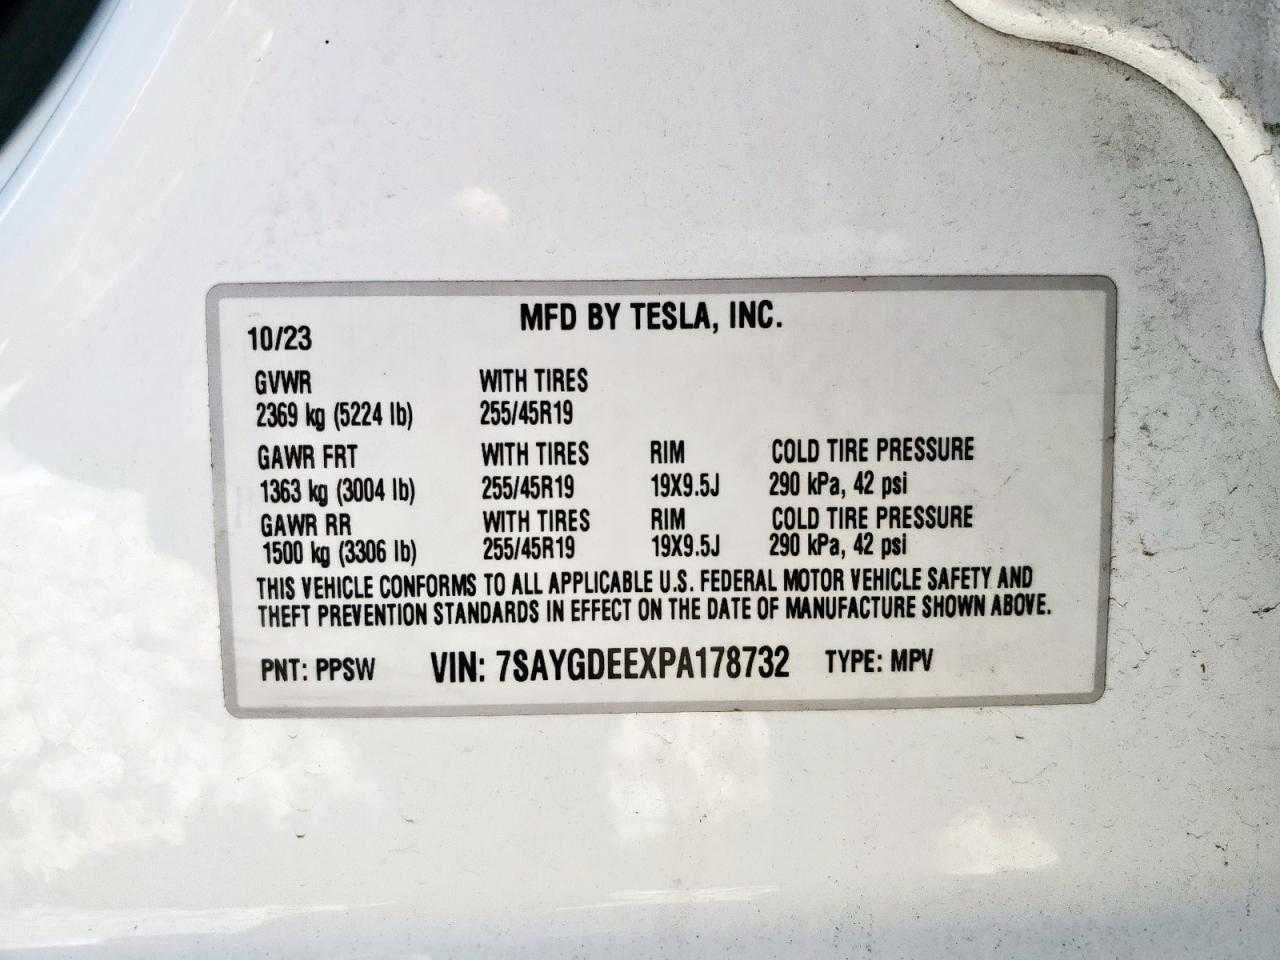 MFD BY TESLA, INC.
10/23
GVWR WITH TIRES
2369 kg (5224 lb) 255/45R19
GAWR FRT WITH TIRES RIM COLD TIRE PRESSURE
1363 kg (3004 lb) 255/45R19 19X9.5J 290 kPa, 42 psi
GAWR RR WITH TIRES RIM COLD TIRE PRESSURE
1500 kg (3306 lb) 255/45R19 19X9.5J 290 kPa, 42 psi
THIS VEHICLE CONFORMS TO ALL APPLICABLE U.S. FEDERAL MOTOR VEHICLE SAFETY AND
THEFT PREVENTION STANDARDS IN EFFECT ON THE DATE OF MANUFACTURE SHOWN ABOVE.
PNT: PPSW VIN: 7SAYGDEEXPA178732 TYPE: MPV